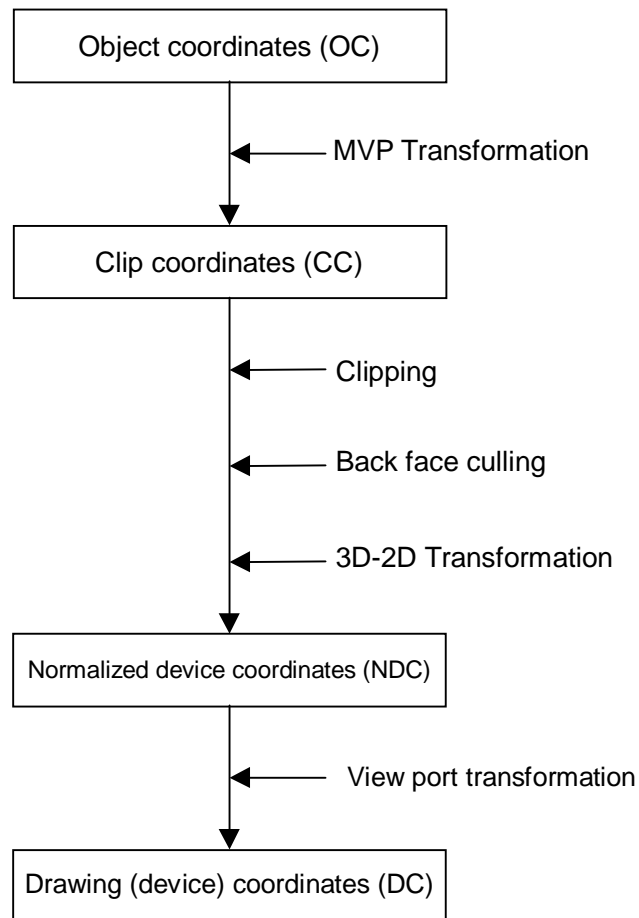 Object coordinates (OC)
MVP Transformation
Clip coordinates (CC)
Clipping
Back face culling
3D-2D Transformation
Normalized device coordinates (NDC)
View port transformation
Drawing (device) coordinates (DC)